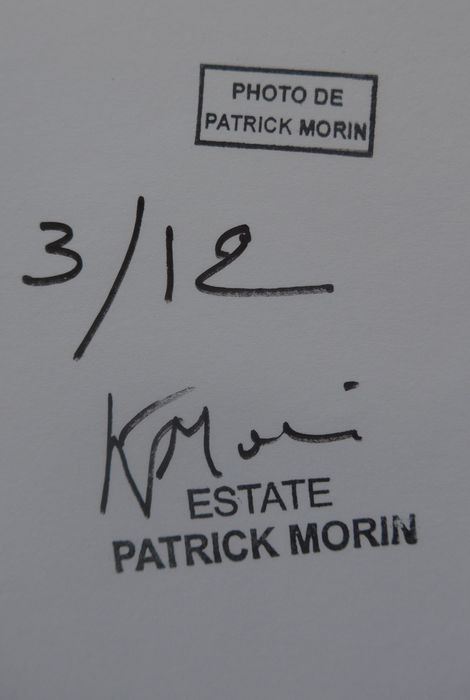 PHOTO DE
PATRICK MORIN
3/12
ESTATE
PATRICK MORIN